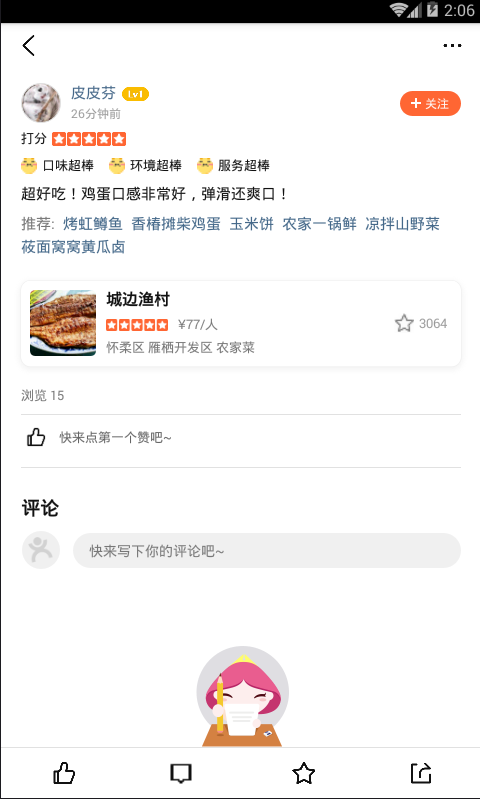 2:06
皮皮芬 Lv1
26分钟前
+ 关注
打分
口味超棒 环境超棒 服务超棒
超好吃！鸡蛋口感非常好，弹滑还爽口！
推荐: 烤虹鳟鱼 香椿摊柴鸡蛋 玉米饼 农家一锅鲜 凉拌山野菜
莜面窝窝黄瓜卤
城边渔村
¥77/人
3064
怀柔区 雁栖开发区 农家菜
浏览 15
快来点第一个赞吧~
评论
快来写下你的评论吧~